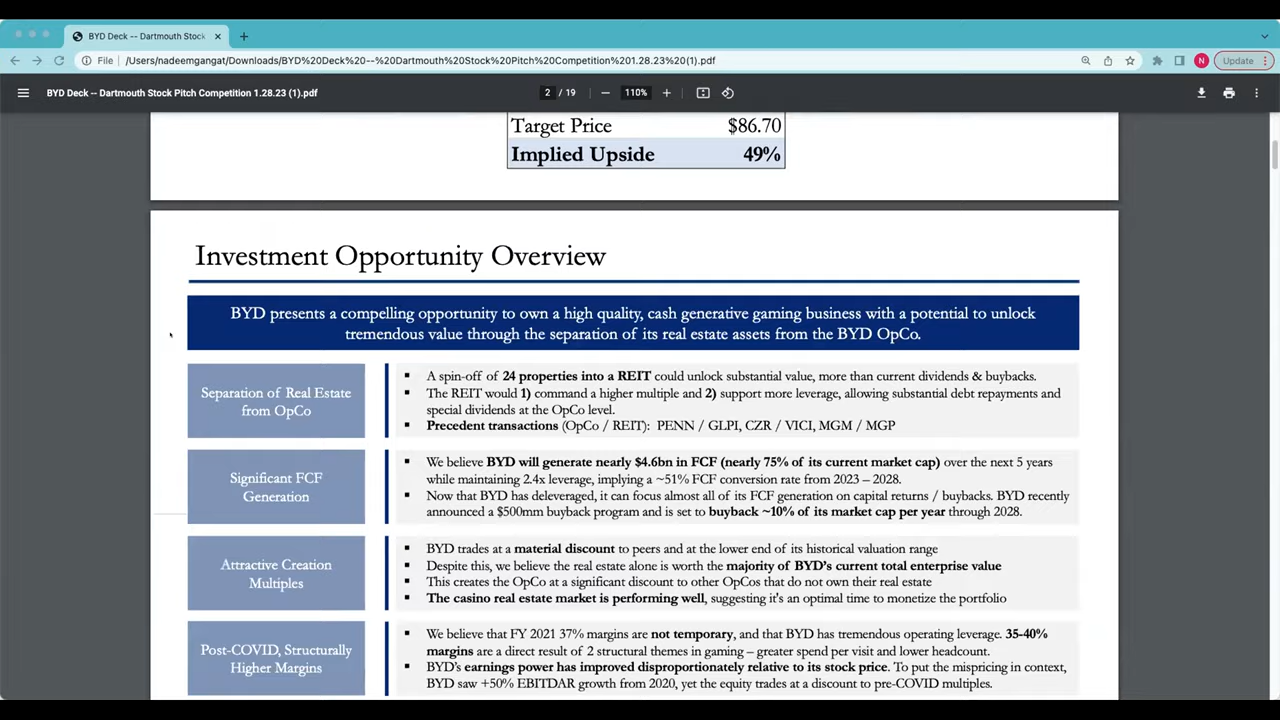 BYD Deck -- Dartmouth Stock
File /Users/nadeemgangat/Downloads/BYD%20Deck%20--%20Dartmouth%20Stock%20Pitch%20Competition%201.28.23%20(1).pdf
N
Update
BYD Deck -- Dartmouth Stock Pitch Competition 1.28.23 (1).pdf
2 / 19
110%
Target Price $86.70
Implied Upside 49%
Investment Opportunity Overview
BYD presents a compelling opportunity to own a high quality, cash generative gaming business with a potential to unlock
tremendous value through the separation of its real estate assets from the BYD OpCo.
Separation of Real Estate
from OpCo
▪ A spin-off of 24 properties into a REIT could unlock substantial value, more than current dividends & buybacks.
▪ The REIT would 1) command a higher multiple and 2) support more leverage, allowing substantial debt repayments and
special dividends at the OpCo level.
▪ Precedent transactions (OpCo / REIT): PENN / GLPI, CZR / VICI, MGM / MGP
Significant FCF
Generation
▪ We believe BYD will generate nearly $4.6bn in FCF (nearly 75% of its current market cap) over the next 5 years
while maintaining 2.4x leverage, implying a ~51% FCF conversion rate from 2023 – 2028.
▪ Now that BYD has deleveraged, it can focus almost all of its FCF generation on capital returns / buybacks. BYD recently
announced a $500mm buyback program and is set to buyback ~10% of its market cap per year through 2028.
Attractive Creation
Multiples
▪ BYD trades at a material discount to peers and at the lower end of its historical valuation range
▪ Despite this, we believe the real estate alone is worth the majority of BYD's current total enterprise value
▪ This creates the OpCo at a significant discount to other OpCos that do not own their real estate
▪ The casino real estate market is performing well, suggesting it's an optimal time to monetize the portfolio
Post-COVID, Structurally
Higher Margins
▪ We believe that FY 2021 37% margins are not temporary, and that BYD has tremendous operating leverage. 35-40%
margins are a direct result of 2 structural themes in gaming – greater spend per visit and lower headcount.
▪ BYD's earnings power has improved disproportionately relative to its stock price. To put the mispricing in context,
BYD saw +50% EBITDAR growth from 2020, yet the equity trades at a discount to pre-COVID multiples.